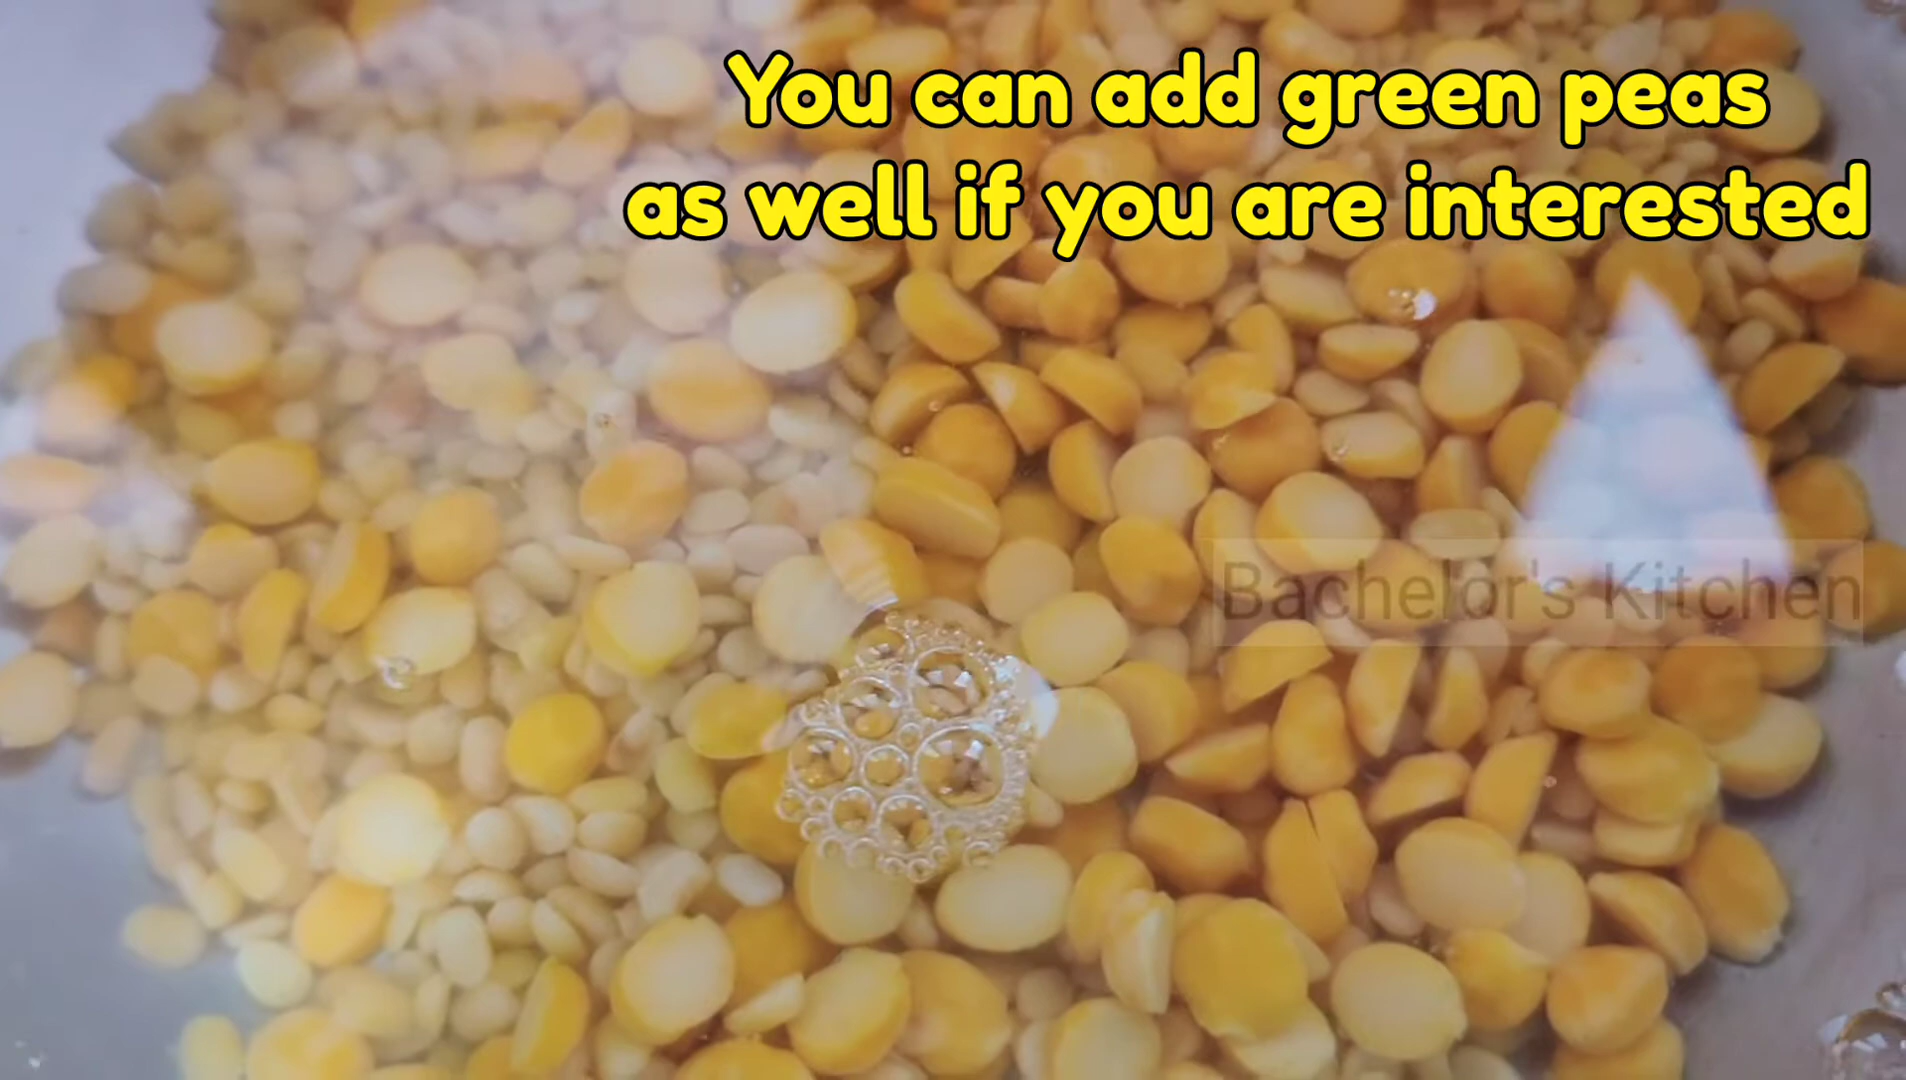 You can add green peas
as well if you are interested
Bachelor's Kitchen